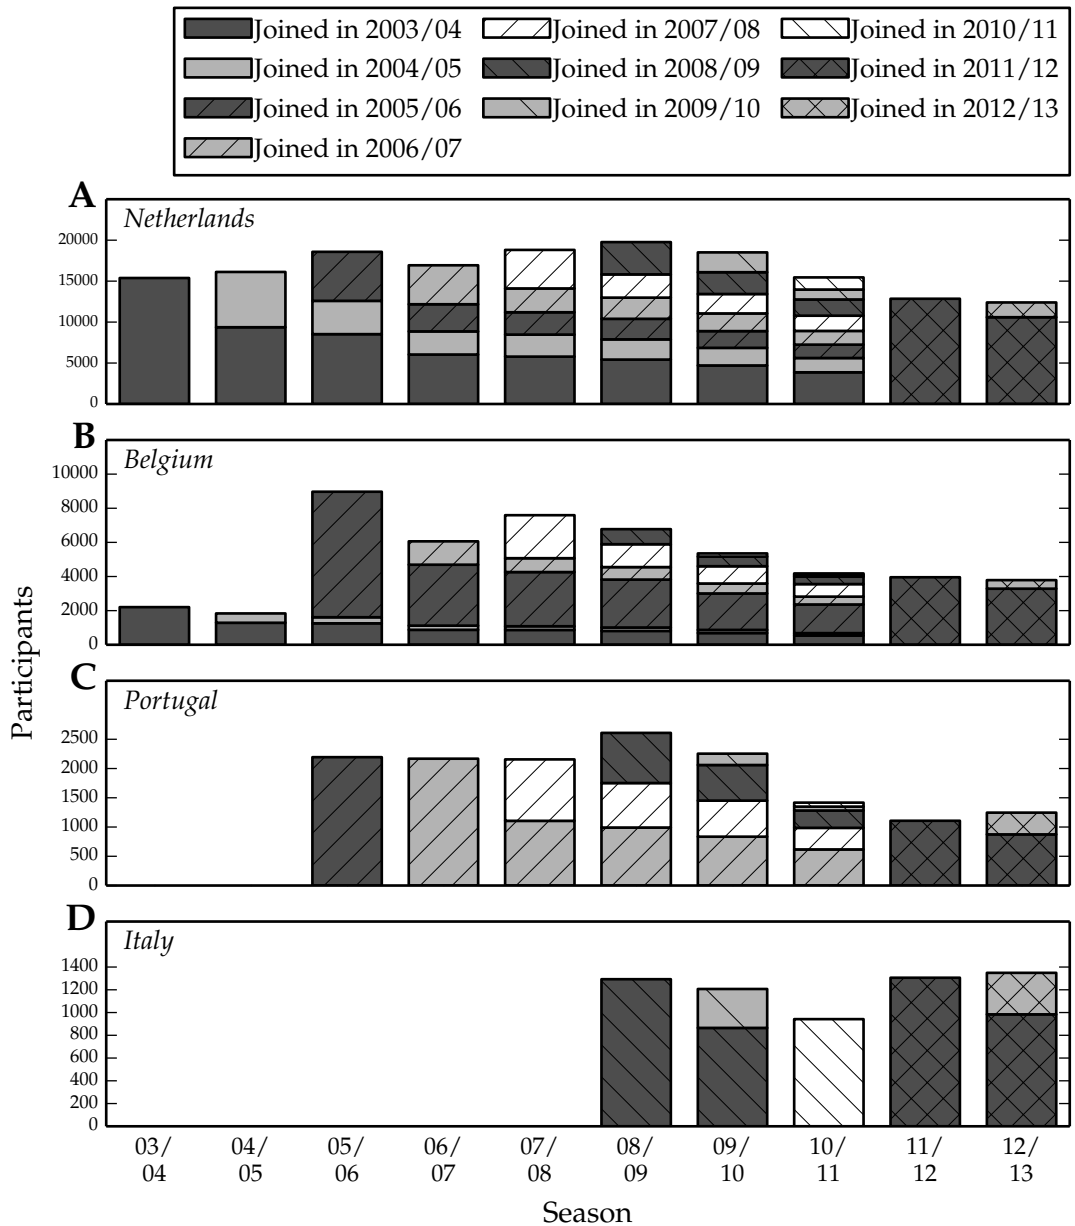 Joined in 2003/04 Joined in 2007/08 Joined in 2010/11
Joined in 2004/05 Joined in 2008/09 Joined in 2011/12
Joined in 2005/06 Joined in 2009/10 Joined in 2012/13
Joined in 2006/07
A
Netherlands
20000
15000
10000
5000
0
B
Belgium
10000
8000
6000
4000
2000
0
C
Portugal
2500
2000
1500
1000
500
0
D
Italy
1400
1200
1000
800
600
400
200
0
Participants
03/ 04/ 05/ 06/ 07/ 08/ 09/ 10/ 11/ 12/
04 05 06 07 08 09 10 11 12 13
Season